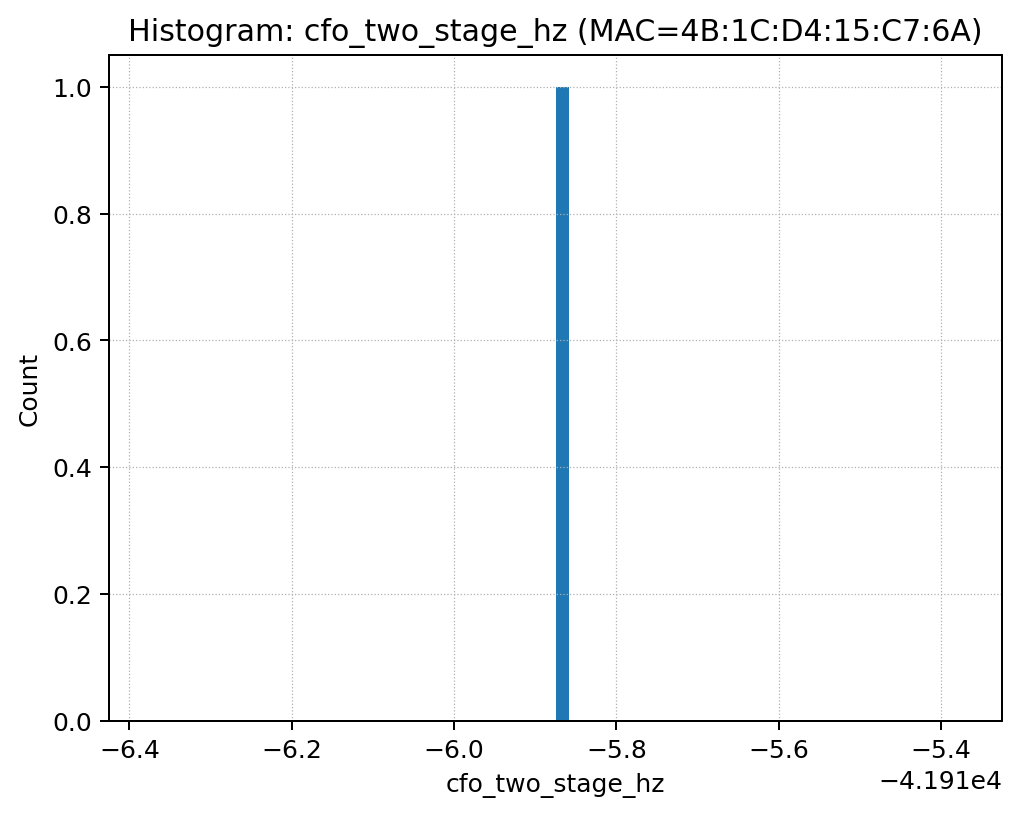 Histogram: cfo_two_stage_hz (MAC=4B:1C:D4:15:C7:6A)
1.0
0.8
0.6
0.4
0.2
0.0
Count
−6.4 −6.2 −6.0 −5.8 −5.6 −5.4
−4.191e4
cfo_two_stage_hz